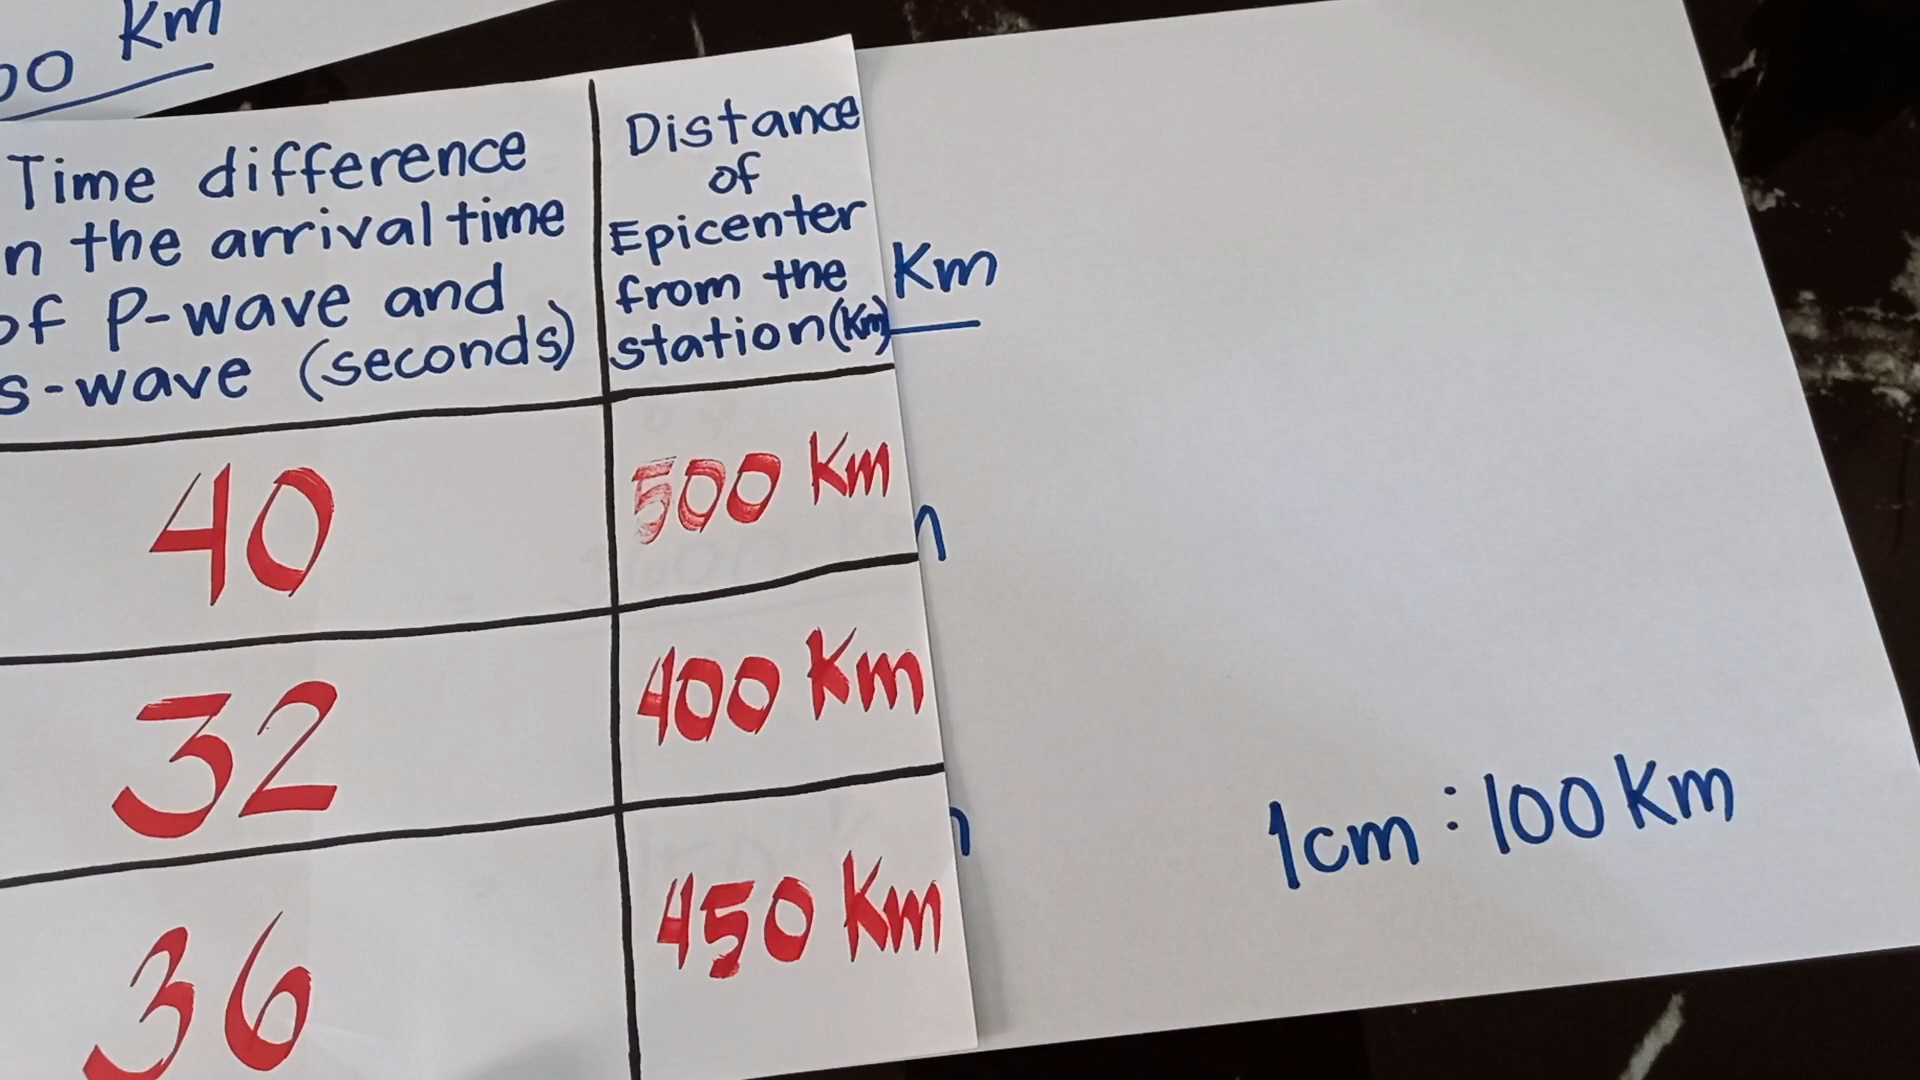 Km
Time difference
n the arrival time
of P-wave and
s-wave (seconds)
Distance
of
Epicenter
from the
station (Km)
Km
40
500 Km
32
400 Km
36
450 Km
1cm : 100 Km